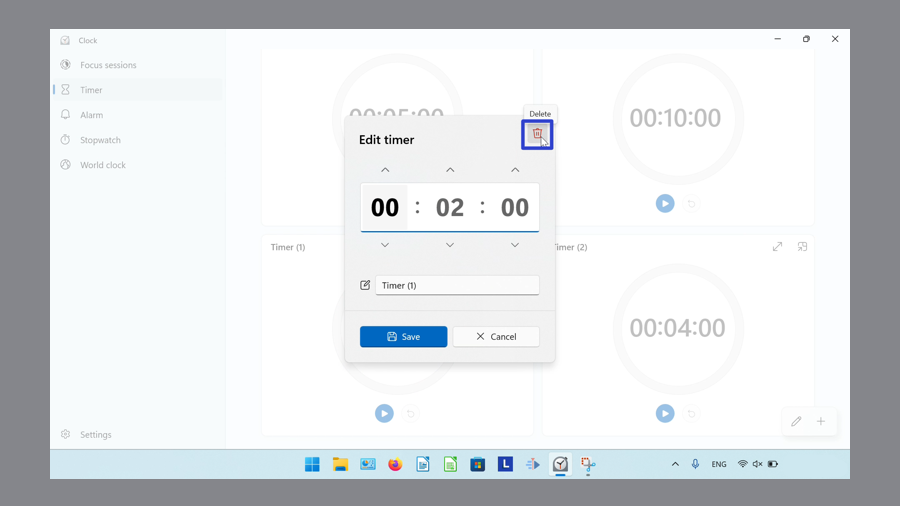 Clock
Focus sessions
Timer
Alarm
Stopwatch
World clock
Settings
00:05:00
00:10:00
Delete
Edit timer
00 : 02 : 00
Timer (1)
Save
Cancel
Timer (1)
Timer (2)
00:04:00
L
ENG